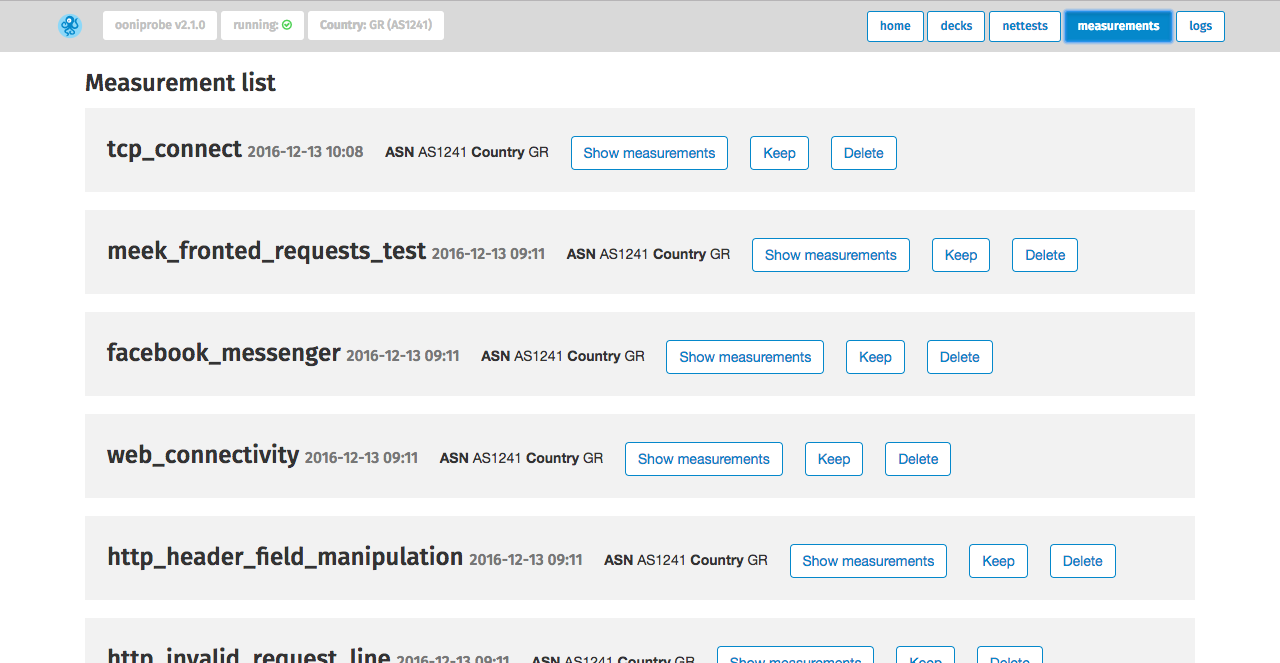 ooniprobe v2.1.0 running: Country: GR (AS1241) home decks nettests measurements logs
Measurement list
tcp_connect 2016-12-13 10:08 ASN AS1241 Country GR Show measurements Keep Delete
meek_fronted_requests_test 2016-12-13 09:11 ASN AS1241 Country GR Show measurements Keep Delete
facebook_messenger 2016-12-13 09:11 ASN AS1241 Country GR Show measurements Keep Delete
web_connectivity 2016-12-13 09:11 ASN AS1241 Country GR Show measurements Keep Delete
http_header_field_manipulation 2016-12-13 09:11 ASN AS1241 Country GR Show measurements Keep Delete
http_invalid_request_line 2016-12-13 09:11 ASN AS1241 Country GR Show measurements Keep Delete